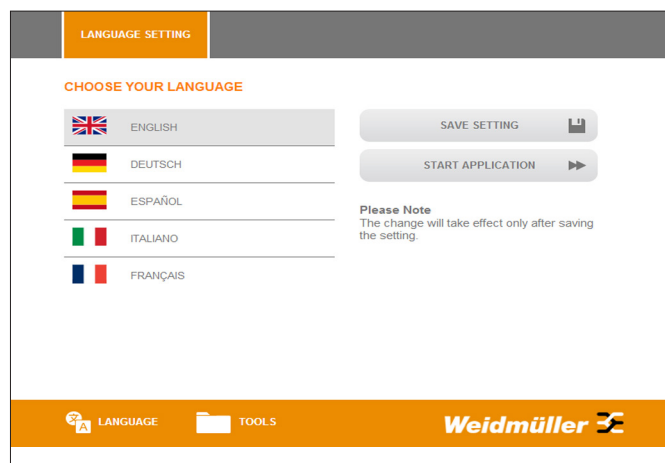 LANGUAGE SETTING
CHOOSE YOUR LANGUAGE
ENGLISH
DEUTSCH
ESPAÑOL
ITALIANO
FRANÇAIS
SAVE SETTING
START APPLICATION
Please Note
The change will take effect only after saving
the setting.
LANGUAGE
TOOLS
Weidmüller